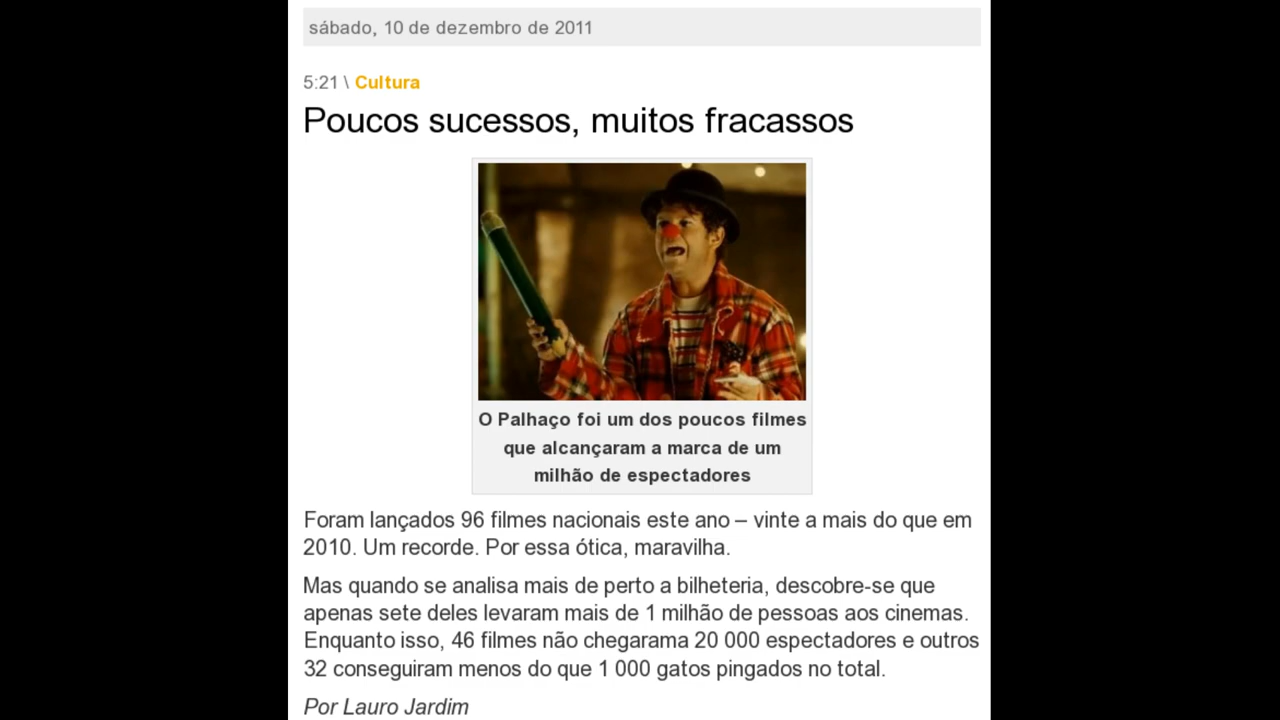 sábado, 10 de dezembro de 2011
5:21 \ Cultura
Poucos sucessos, muitos fracassos
O Palhaço foi um dos poucos filmes
que alcançaram a marca de um
milhão de espectadores
Foram lançados 96 filmes nacionais este ano – vinte a mais do que em
2010. Um recorde. Por essa ótica, maravilha.
Mas quando se analisa mais de perto a bilheteria, descobre-se que
apenas sete deles levaram mais de 1 milhão de pessoas aos cinemas.
Enquanto isso, 46 filmes não chegarama 20 000 espectadores e outros
32 conseguiram menos do que 1 000 gatos pingados no total.
Por Lauro Jardim